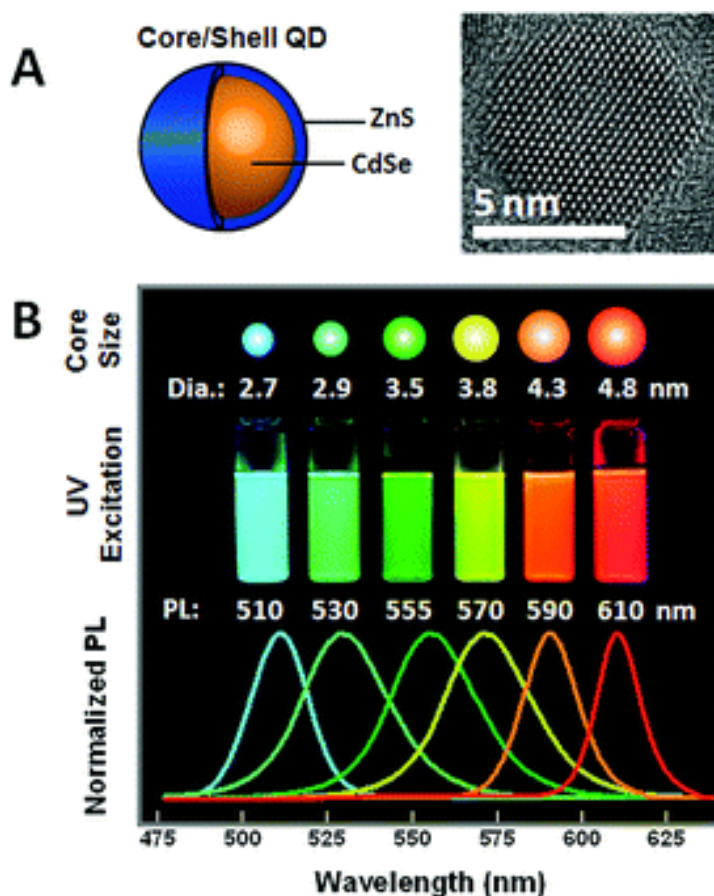 A
Core/Shell QD
ZnS
CdSe
5 nm
B
Core
Size
Dia.: 2.7 2.9 3.5 3.8 4.3 4.8 nm
UV
Excitation
PL: 510 530 555 570 590 610 nm
Normalized PL
475 500 525 550 575 600 625
Wavelength (nm)